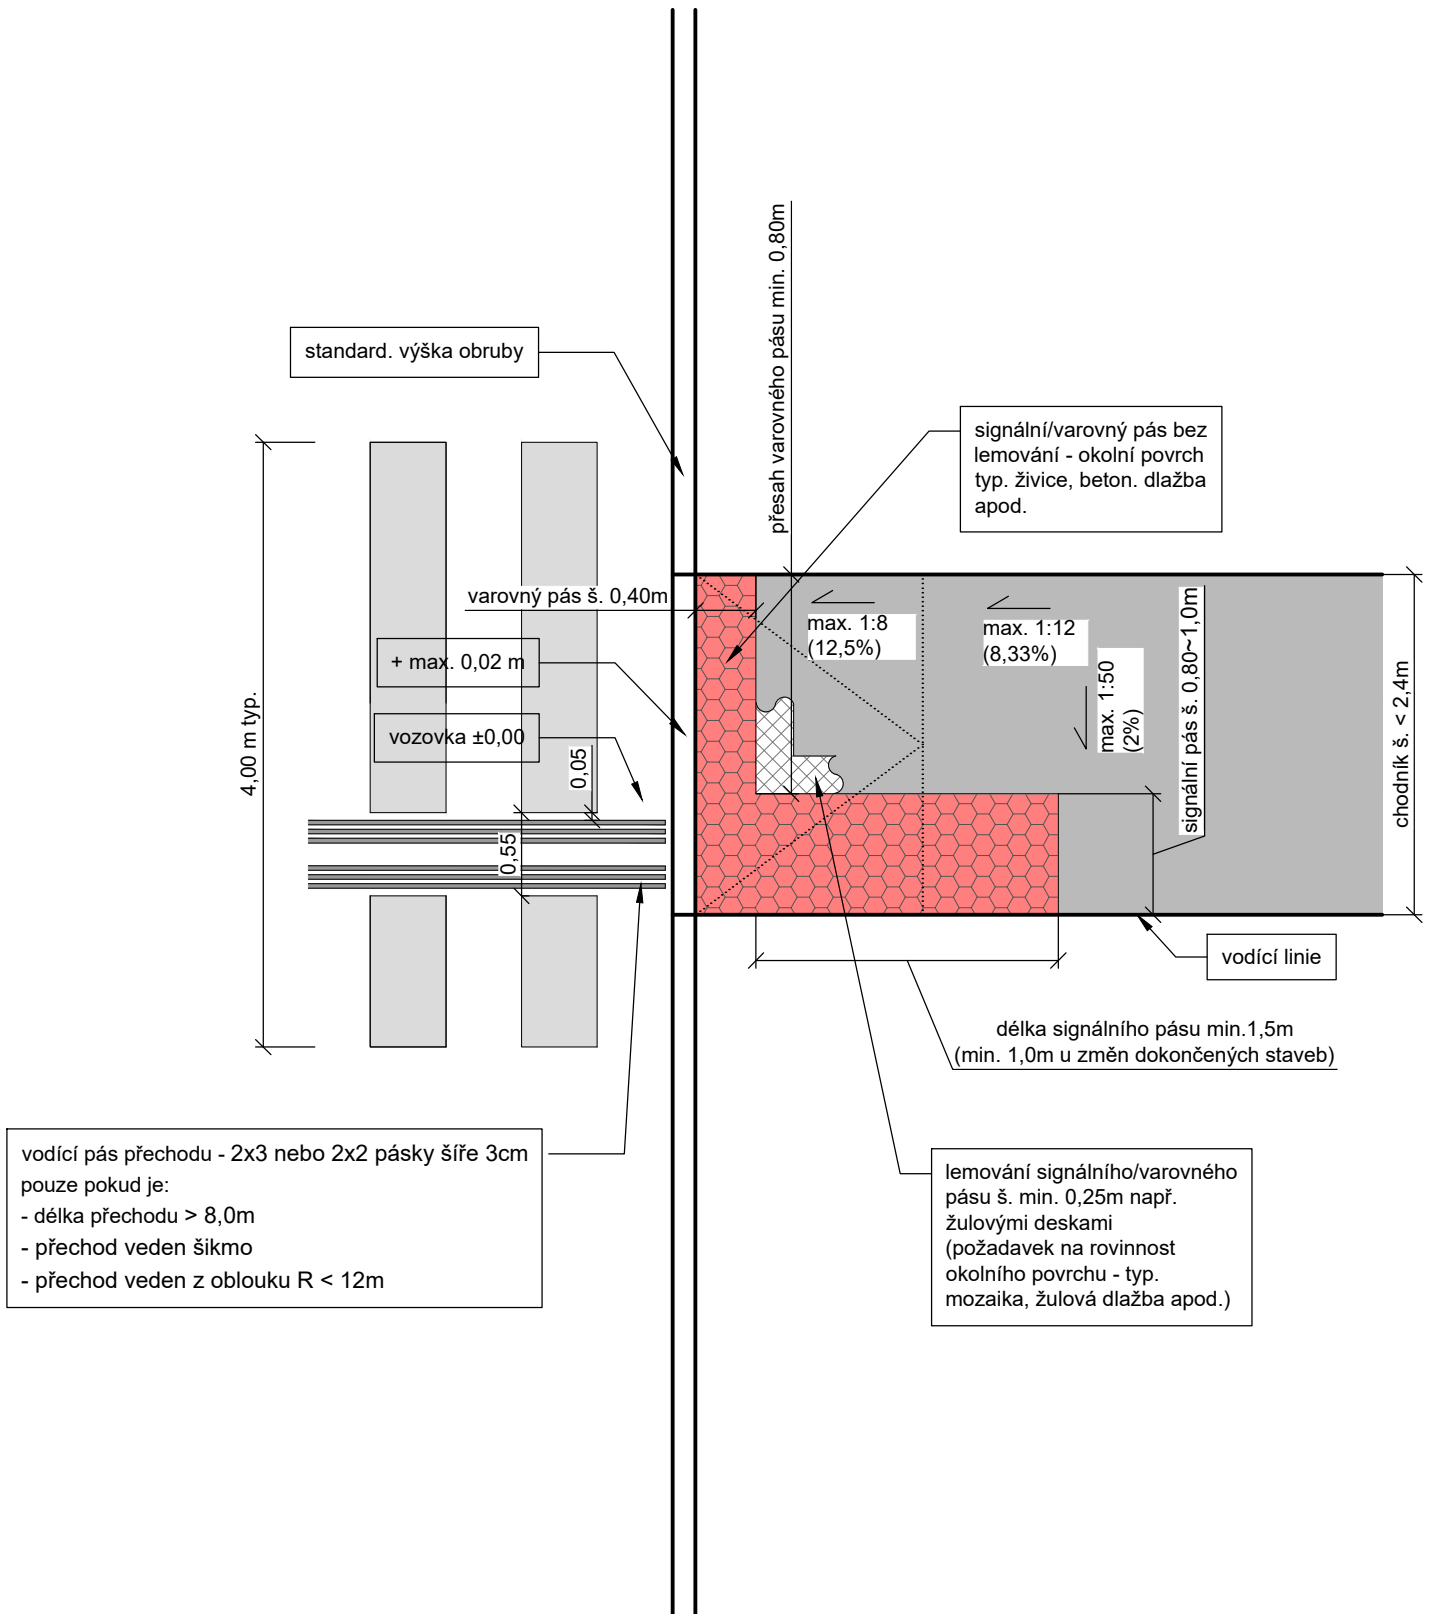 přesah varovného pásu min. 0,80m
standard. výška obruby
signální/varovný pás bez
lemování - okolní povrch
typ. živice, beton. dlažba
apod.
varovný pás š. 0,40m
max. 1:8
(12,5%)
max. 1:12
(8,33%)
max. 1:50
(2%)
signální pás š. 0,80~1,0m
chodník š. < 2,4m
+ max. 0,02 m
vozovka ±0,00
4,00 m typ.
0,05
0,55
vodící linie
délka signálního pásu min.1,5m
(min. 1,0m u změn dokončených staveb)
vodící pás přechodu - 2x3 nebo 2x2 pásky šíře 3cm
pouze pokud je:
- délka přechodu > 8,0m
- přechod veden šikmo
- přechod veden z oblouku R < 12m
lemování signálního/varovného
pásu š. min. 0,25m např.
žulovými deskami
(požadavek na rovinnost
okolního povrchu - typ.
mozaika, žulová dlažba apod.)